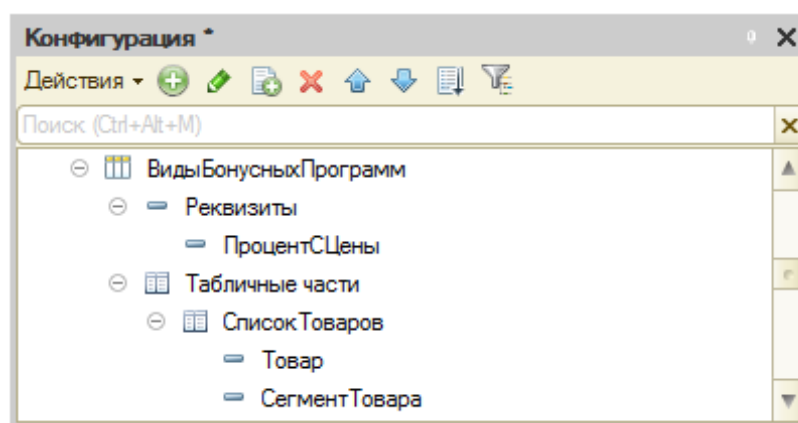 Конфигурация *
Действия
Поиск (Ctrl+Alt+M)
ВидыБонусныхПрограмм
Реквизиты
ПроцентСЦены
Табличные части
СписокТоваров
Товар
СегментТовара